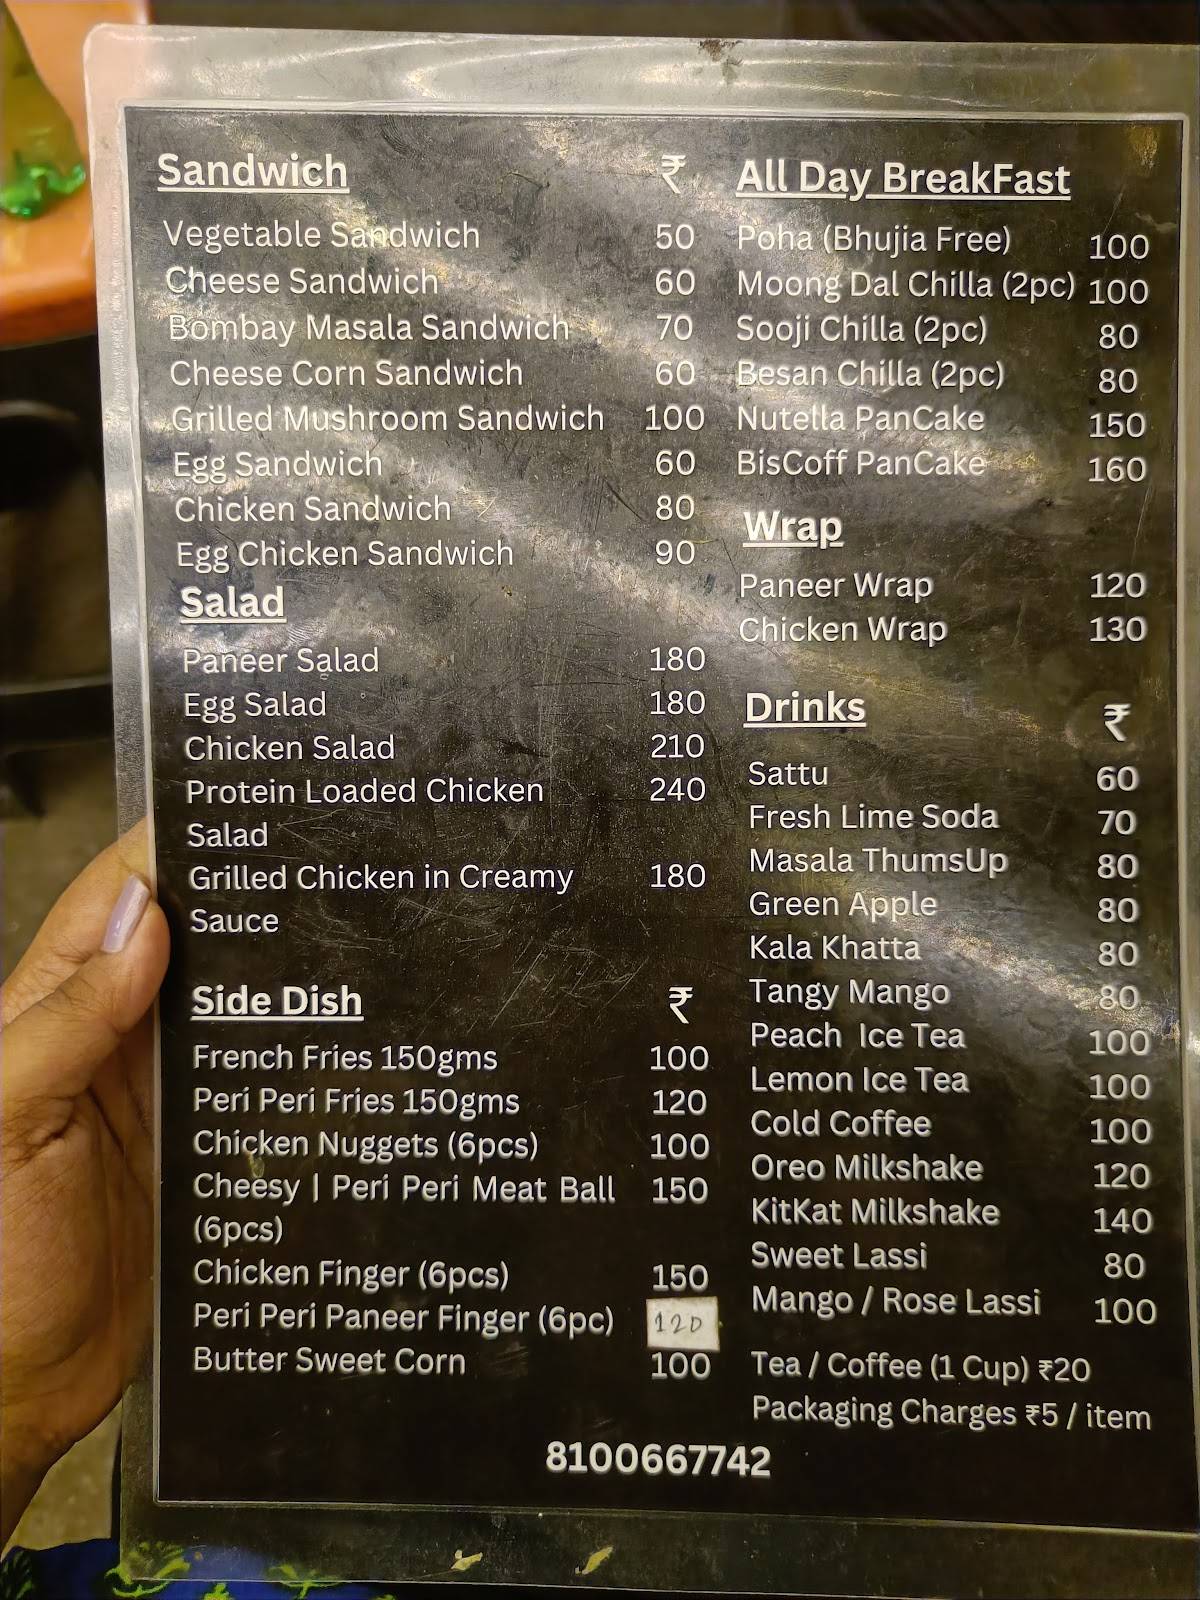 Sandwich ₹
Vegetable Sandwich 50
Cheese Sandwich 60
Bombay Masala Sandwich 70
Cheese Corn Sandwich 60
Grilled Mushroom Sandwich 100
Egg Sandwich 60
Chicken Sandwich 80
Egg Chicken Sandwich 90
Salad
Paneer Salad 180
Egg Salad 180
Chicken Salad 210
Protein Loaded Chicken 240
Salad
Grilled Chicken in Creamy 180
Sauce
Side Dish ₹
French Fries 150gms 100
Peri Peri Fries 150gms 120
Chicken Nuggets (6pcs) 100
Cheesy | Peri Peri Meat Ball 150
(6pcs)
Chicken Finger (6pcs) 150
Peri Peri Paneer Finger (6pc) 120
Butter Sweet Corn 100
All Day BreakFast
Poha (Bhujia Free) 100
Moong Dal Chilla (2pc) 100
Sooji Chilla (2pc) 80
Besan Chilla (2pc) 80
Nutella PanCake 150
BisCoff PanCake 160
Wrap
Paneer Wrap 120
Chicken Wrap 130
Drinks ₹
Sattu 60
Fresh Lime Soda 70
Masala ThumsUp 80
Green Apple 80
Kala Khatta 80
Tangy Mango 80
Peach Ice Tea 100
Lemon Ice Tea 100
Cold Coffee 100
Oreo Milkshake 120
KitKat Milkshake 140
Sweet Lassi 80
Mango / Rose Lassi 100
Tea / Coffee (1 Cup) ₹20
Packaging Charges ₹5 / item
8100667742